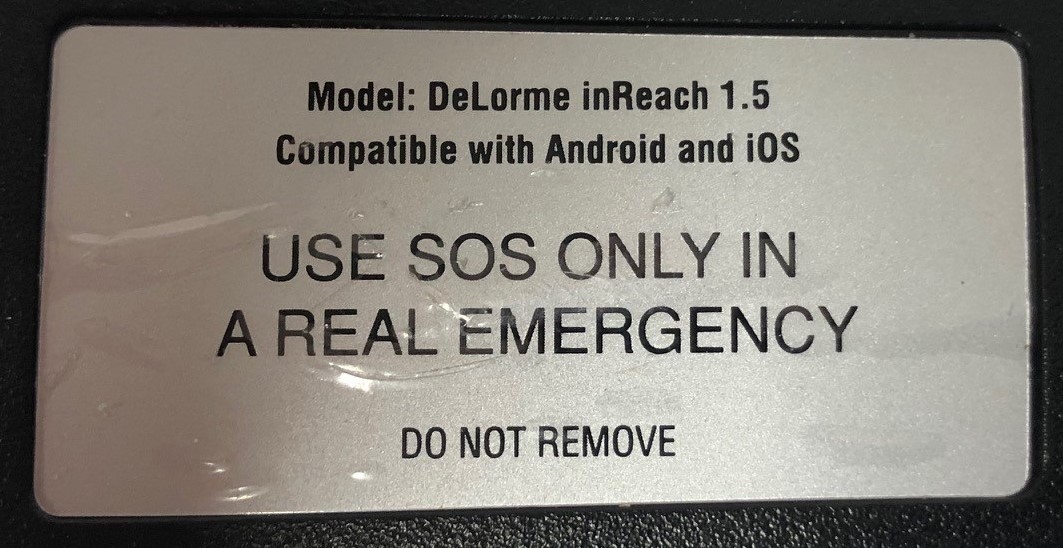 Model: DeLorme inReach 1.5
Compatible with Android and iOS
USE SOS ONLY IN
A REAL EMERGENCY
DO NOT REMOVE